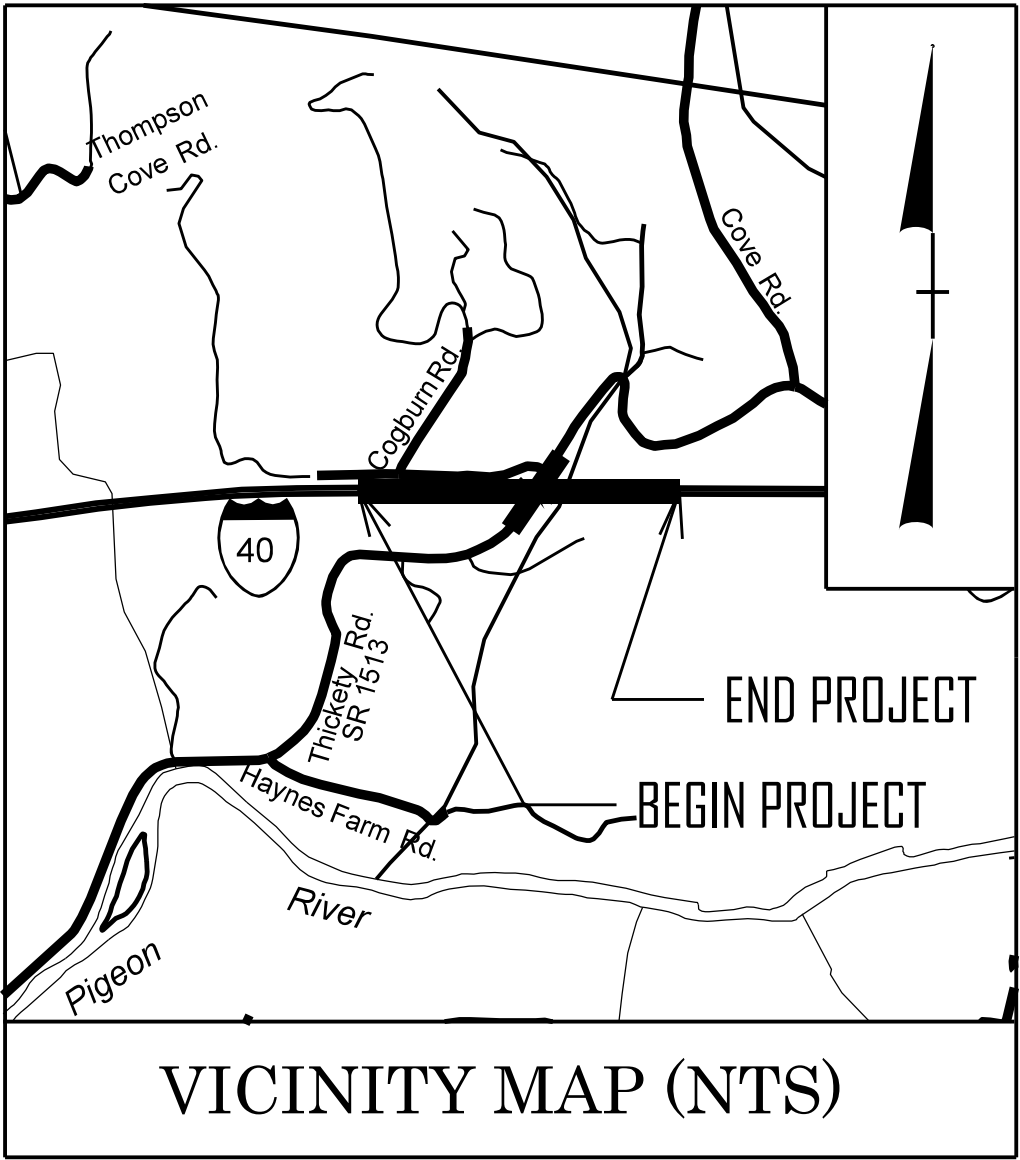 Thompson
Cove Rd.
Cove Rd.
Cogburn Rd.
40
Thickety Rd.
SR 1513
END PROJECT
Haynes Farm Rd.
BEGIN PROJECT
River
Pigeon
VICINITY MAP (NTS)